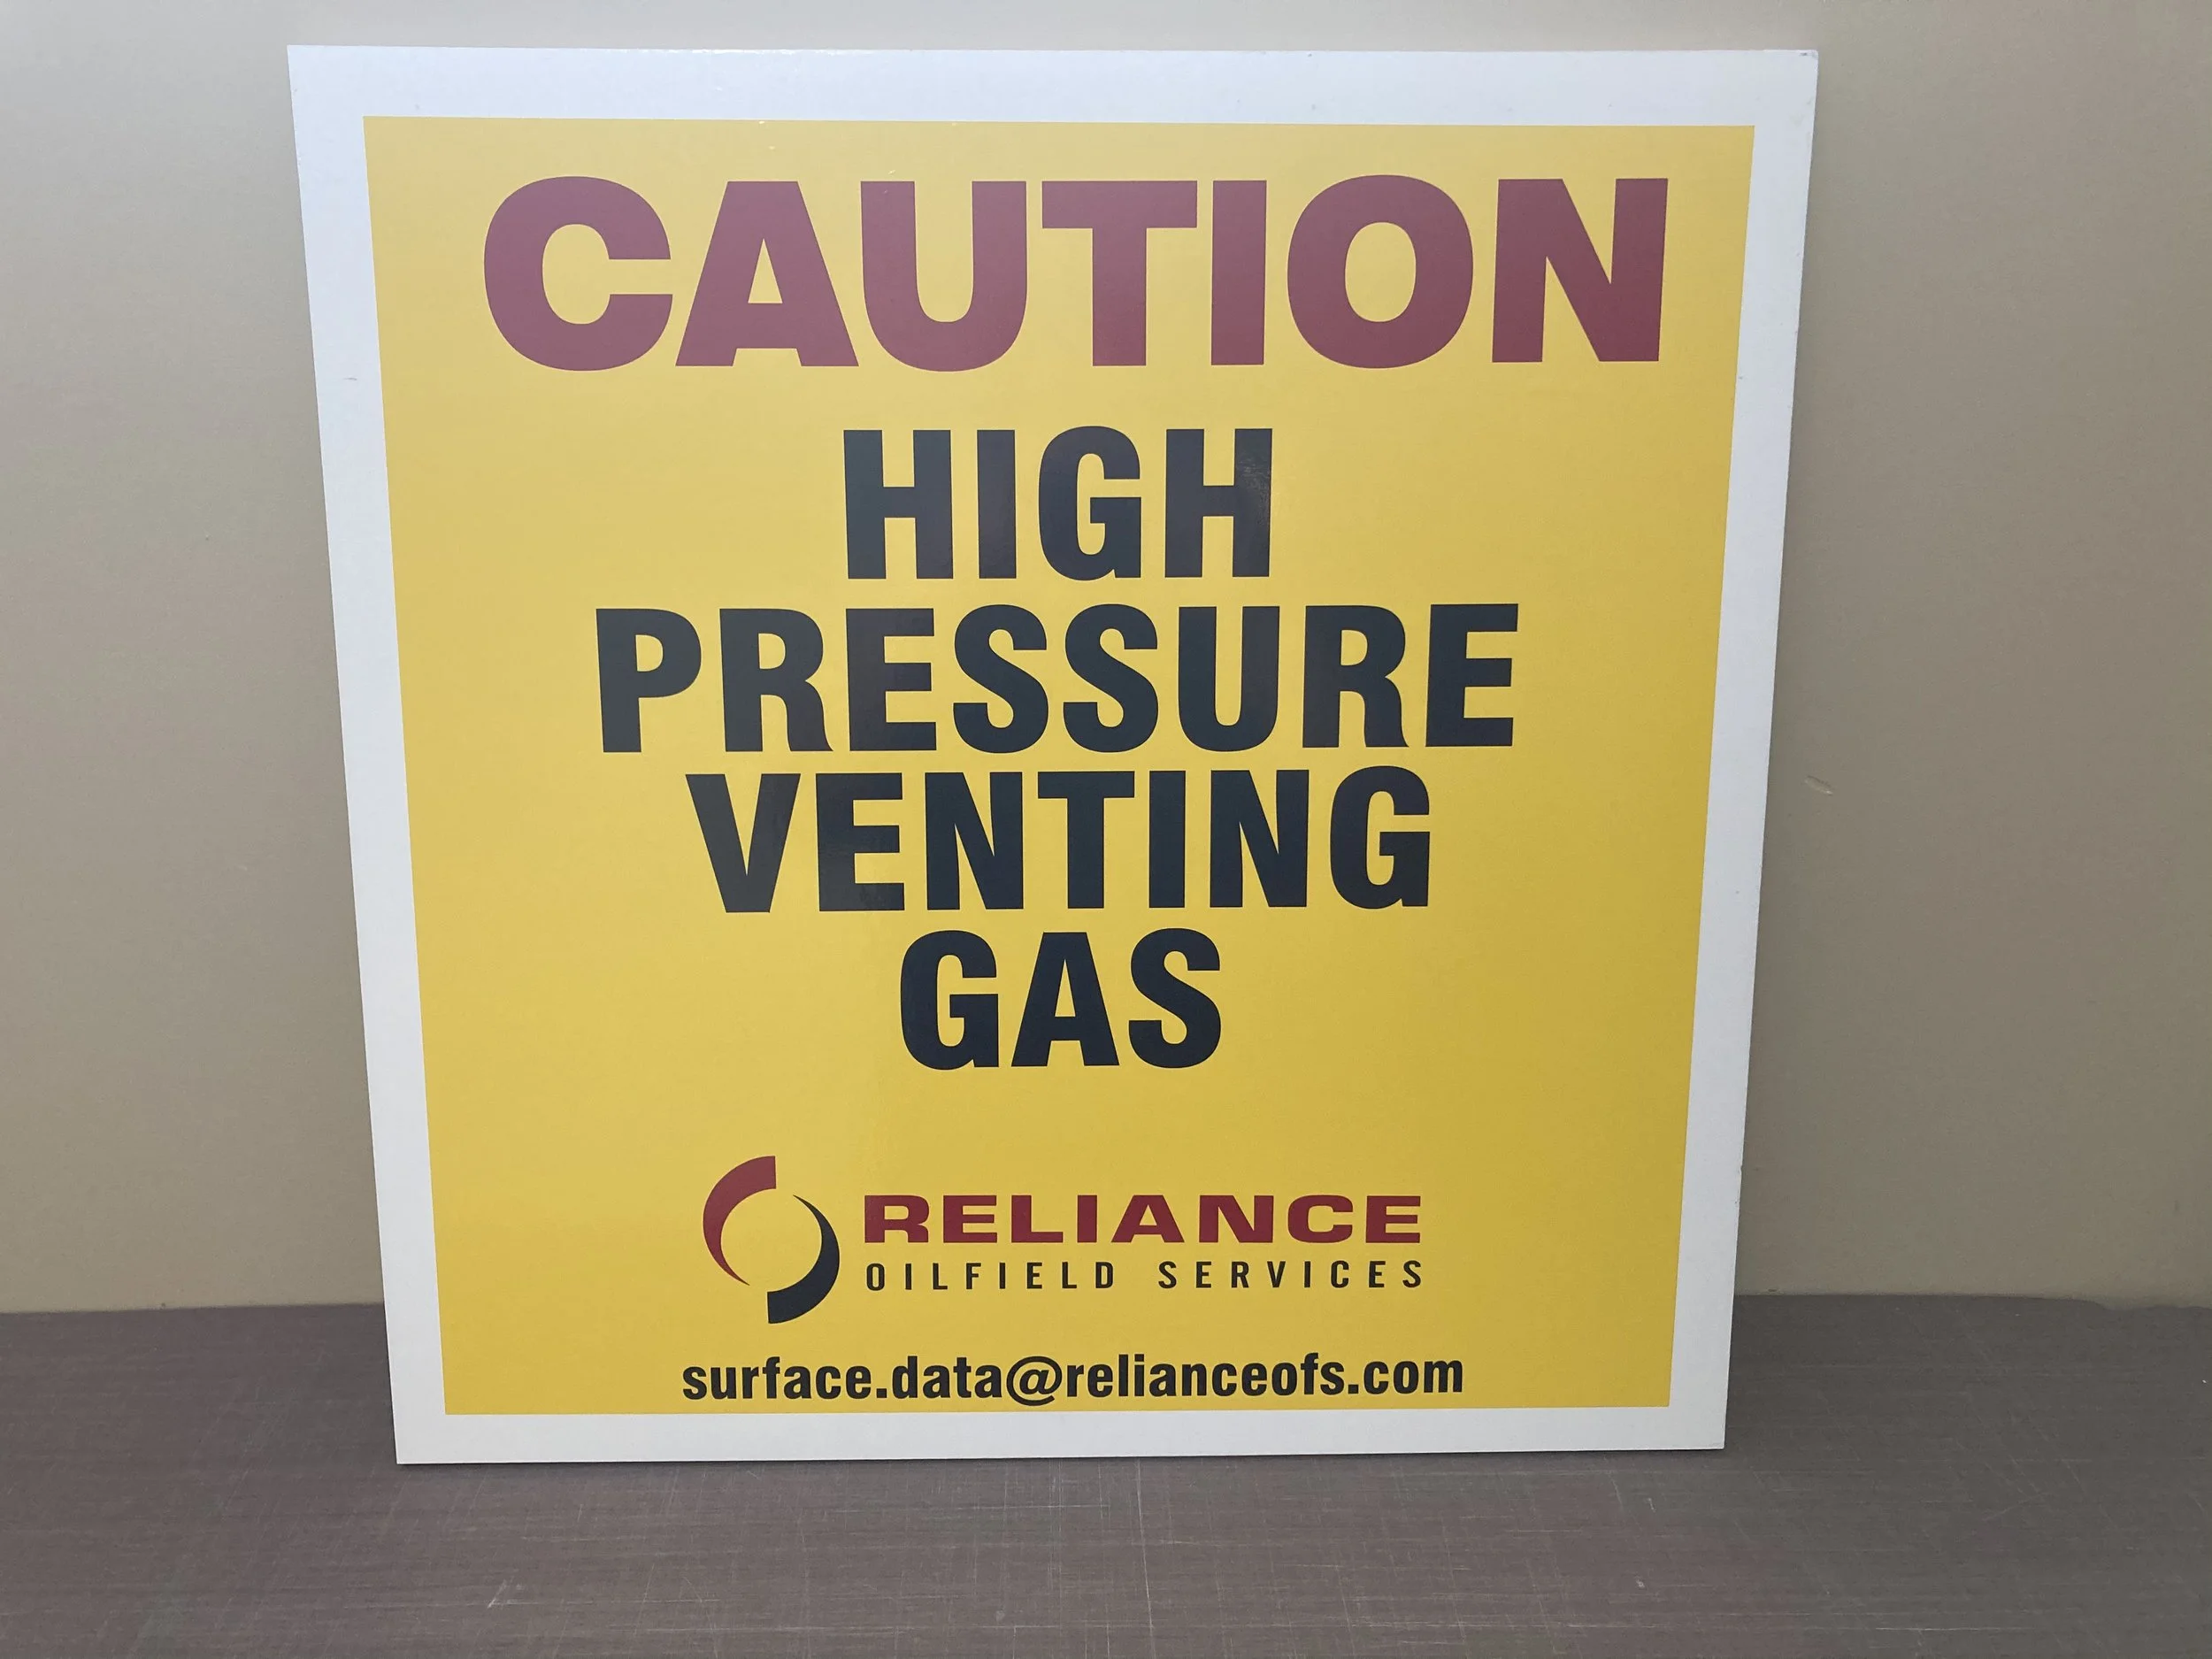 CAUTION
HIGH
PRESSURE
VENTING
GAS
RELIANCE
OILFIELD SERVICES
surface.data@relianceofs.com